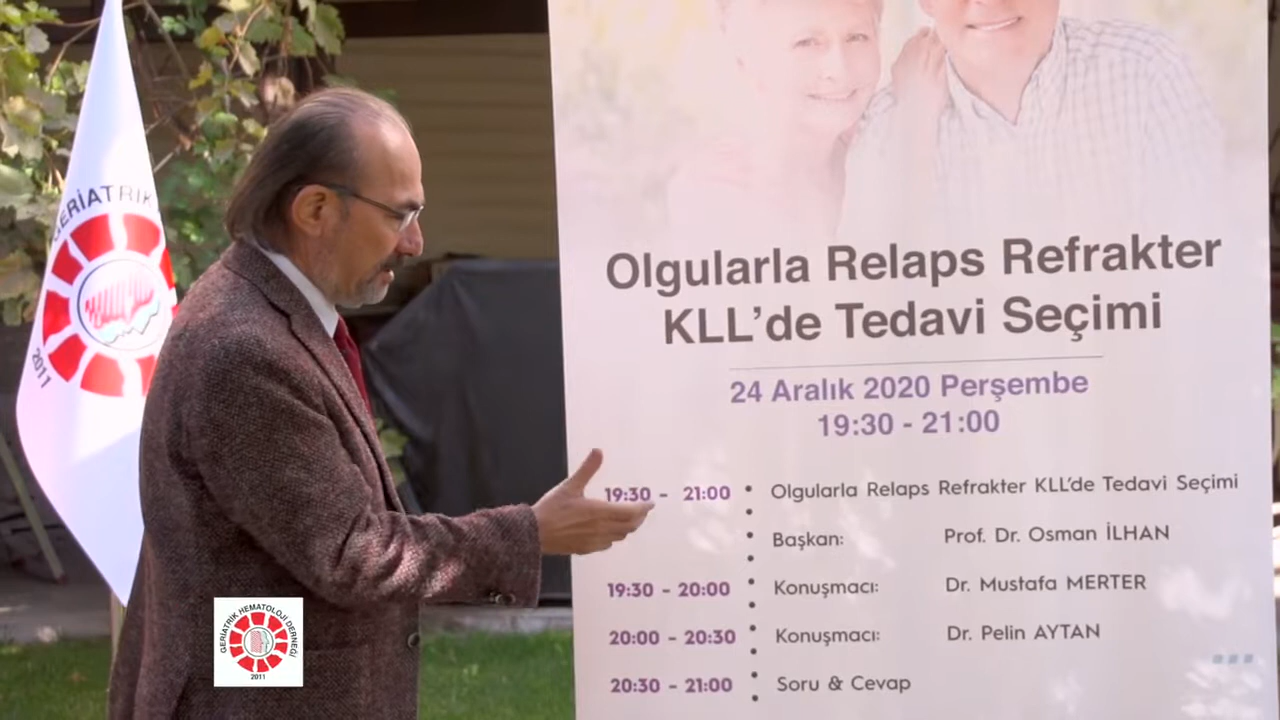 GERİATRİK
2011
Olgularla Relaps Refrakter
KLL'de Tedavi Seçimi
24 Aralık 2020 Perşembe
19:30 - 21:00
19:30 - 21:00 Olgularla Relaps Refrakter KLL'de Tedavi Seçimi
Başkan: Prof. Dr. Osman İLHAN
19:30 - 20:00 Konuşmacı: Dr. Mustafa MERTER
20:00 - 20:30 Konuşmacı: Dr. Pelin AYTAN
20:30 - 21:00 Soru & Cevap
GERİATRİK HEMATOLOJİ DERNEĞİ
2011